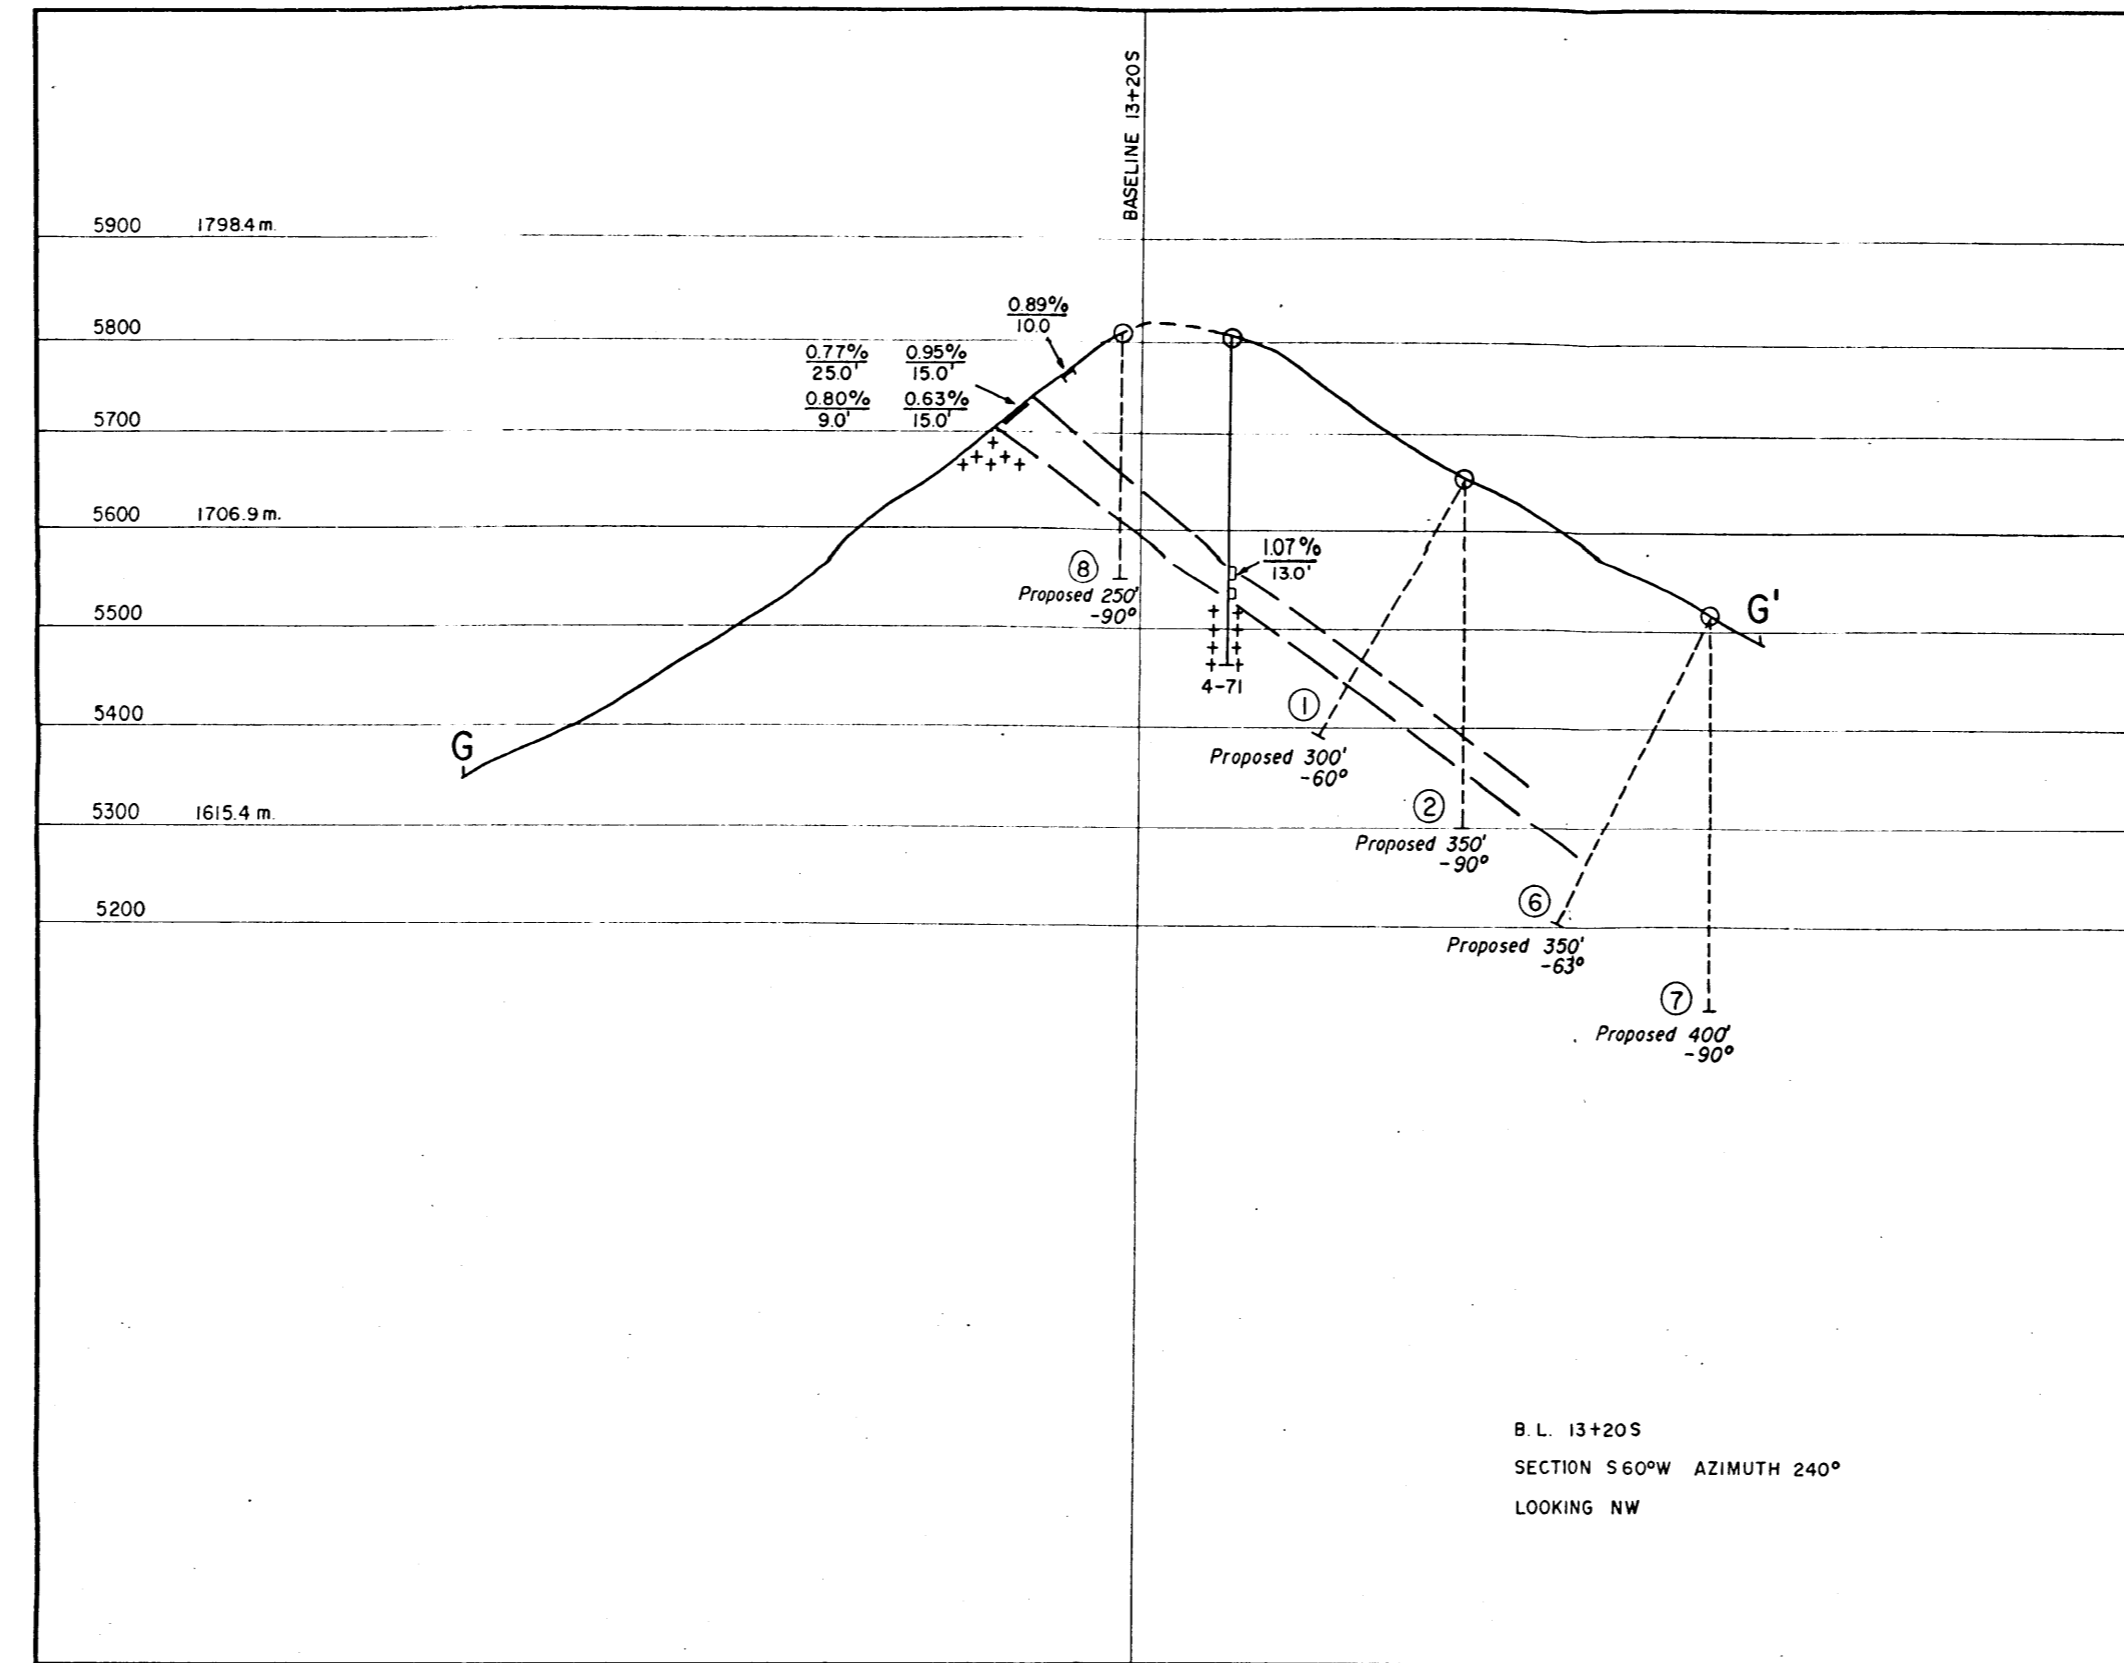 BASELINE 13+20S
5900 1798.4 m.
5800
5700
5600 1706.9 m.
5500
5400
5300 1615.4 m.
5200
0.89%
10.0
0.77% 0.95%
25.0' 15.0'
0.80% 0.63%
9.0' 15.0'
1.07%
13.0'
8
Proposed 250'
-90°
4-71
G'
G
1
Proposed 300'
-60°
2
Proposed 350'
-90°
6
Proposed 350'
-63°
7
Proposed 400'
-90°
B.L. 13+20S
SECTION S60°W AZIMUTH 240°
LOOKING NW